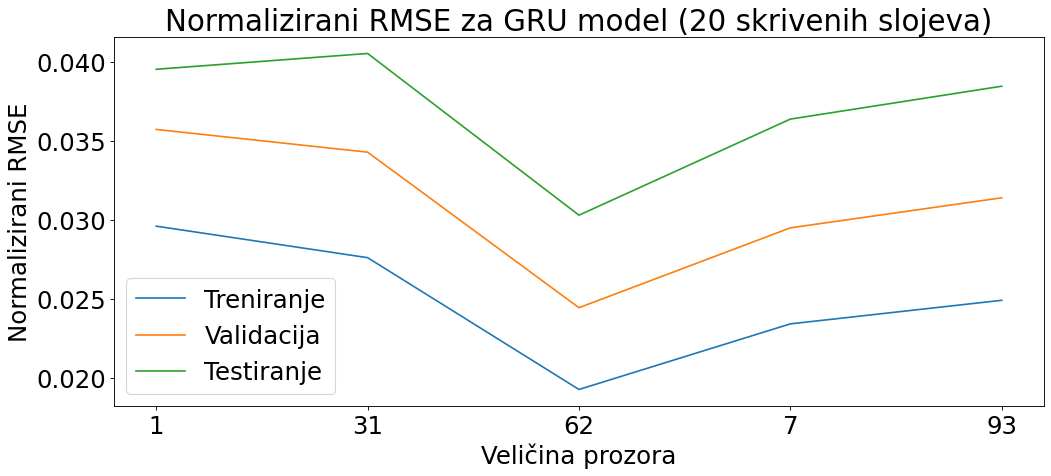 Normalizirani RMSE za GRU model (20 skrivenih slojeva)
Normalizirani RMSE
0.040
0.035
0.030
0.025
0.020
Treniranje
Validacija
Testiranje
1 31 62 7 93
Veličina prozora